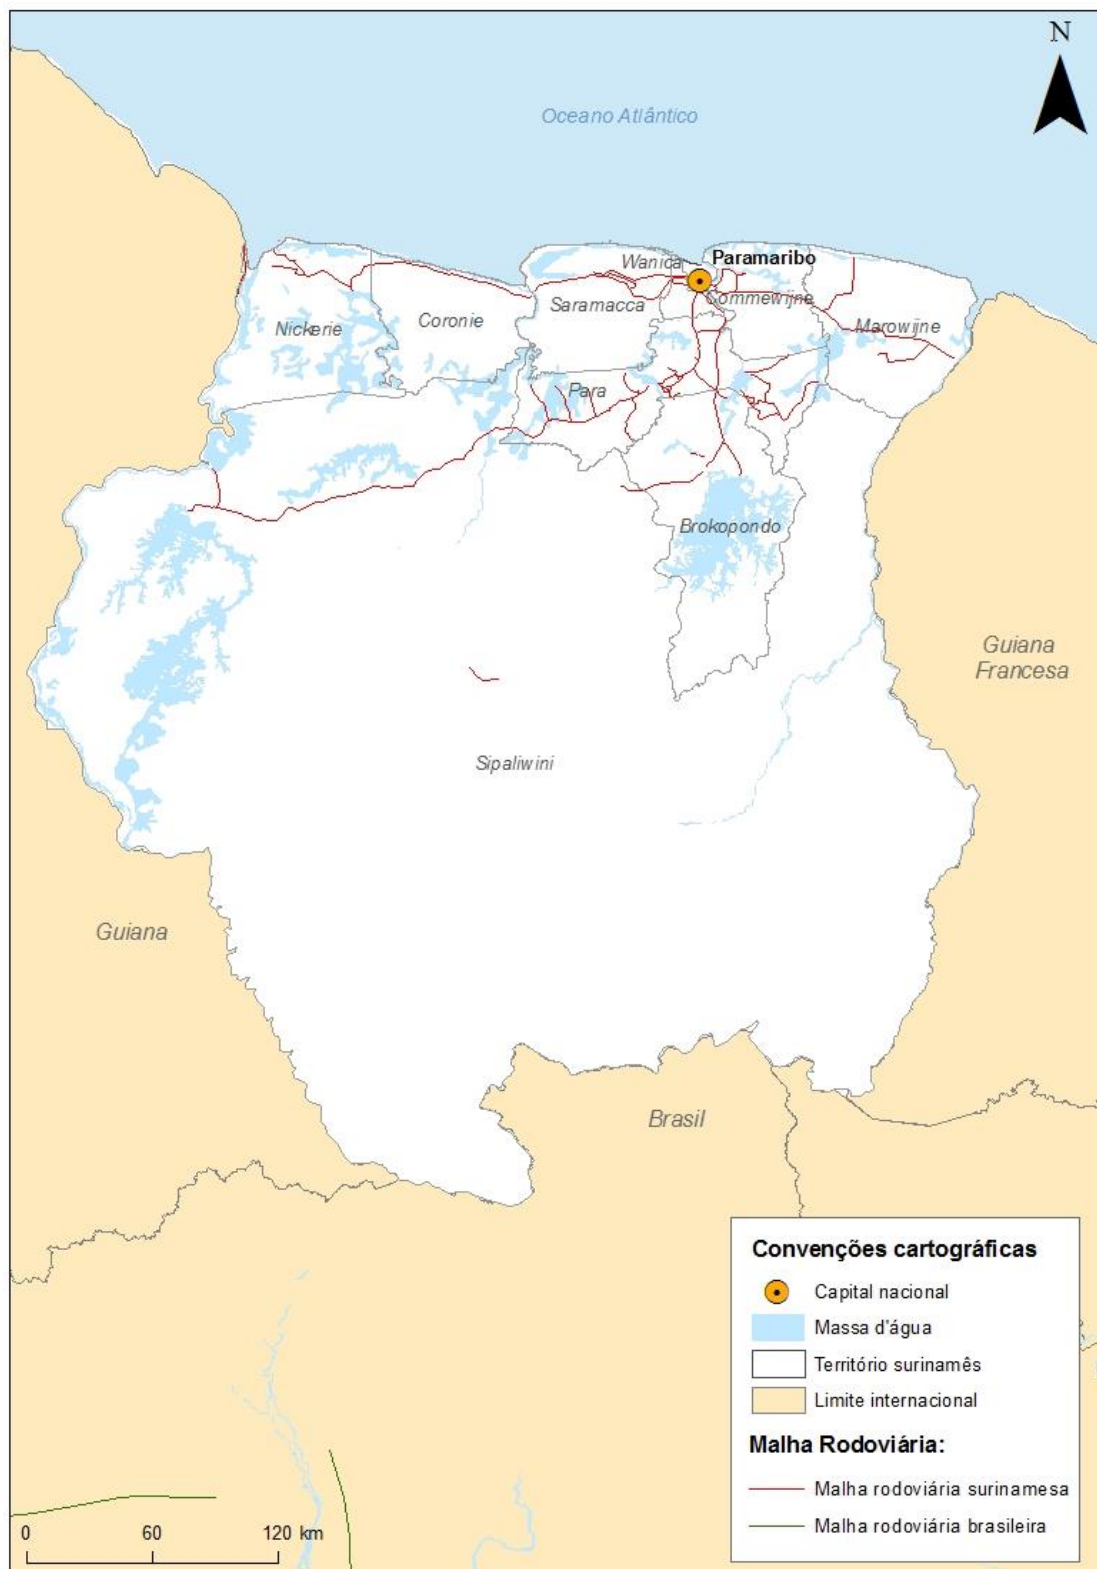 N
Oceano Atlântico
Paramaribo
Wanica
Commewijne
Saramacca
Coronie
Nickerie
Marowijne
Para
Brokopondo
Guiana
Francesa
Sipaliwini
Guiana
Brasil
Convenções cartográficas
Capital nacional
Massa d'água
Território surinamês
Limite internacional
Malha Rodoviária:
Malha rodoviária surinamesa
Malha rodoviária brasileira
0 60 120 km